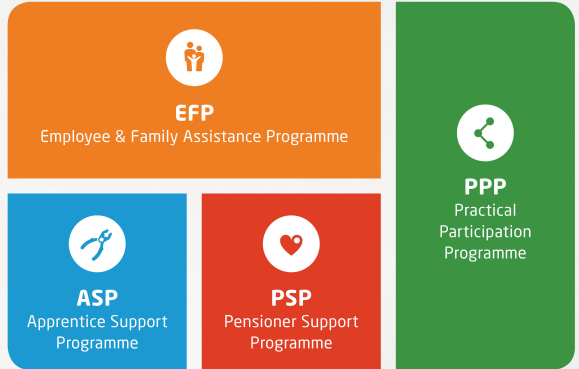 EFP
Employee & Family Assistance Programme
PPP
Practical
Participation
Programme
ASP
Apprentice Support
Programme
PSP
Pensioner Support
Programme